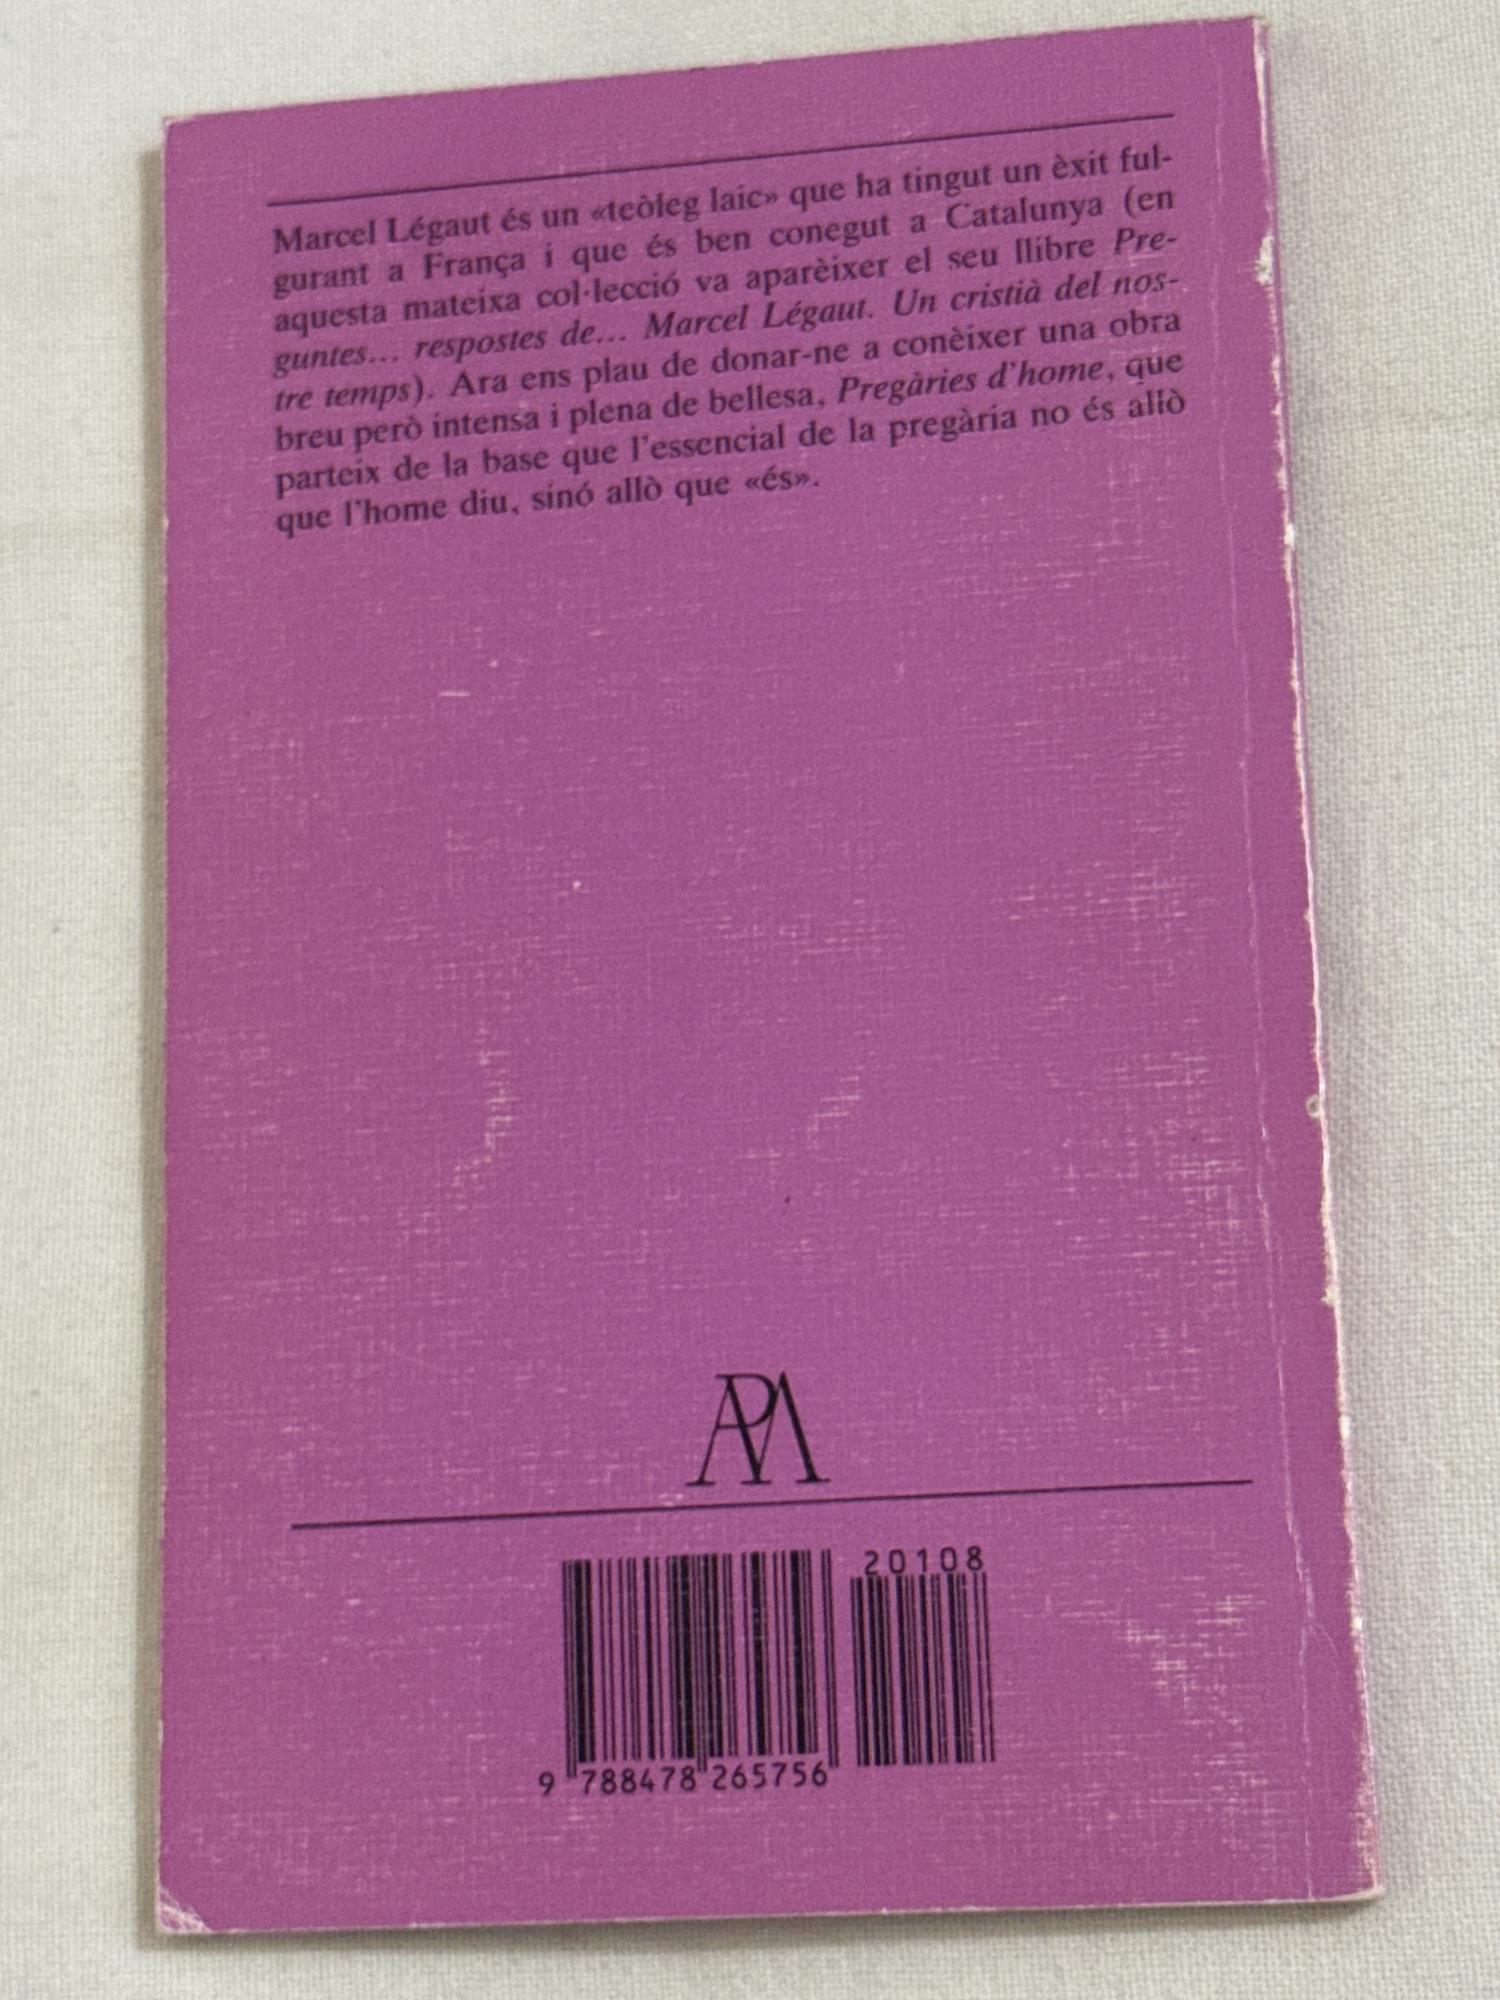 Marcel Légaut és un «teòleg laic» que ha tingut un èxit ful-
gurant a França i que és ben conegut a Catalunya (en
aquesta mateixa col·lecció va aparèixer el seu llibre Pre-
guntes... respostes de... Marcel Légaut. Un cristià del nos-
tre temps). Ara ens plau de donar-ne a conèixer una obra
breu però intensa i plena de bellesa, Pregàries d'home, que
parteix de la base que l'essencial de la pregària no és allò
que l'home diu, sinó allò que «és».
PAM
20108
9 788478 265756